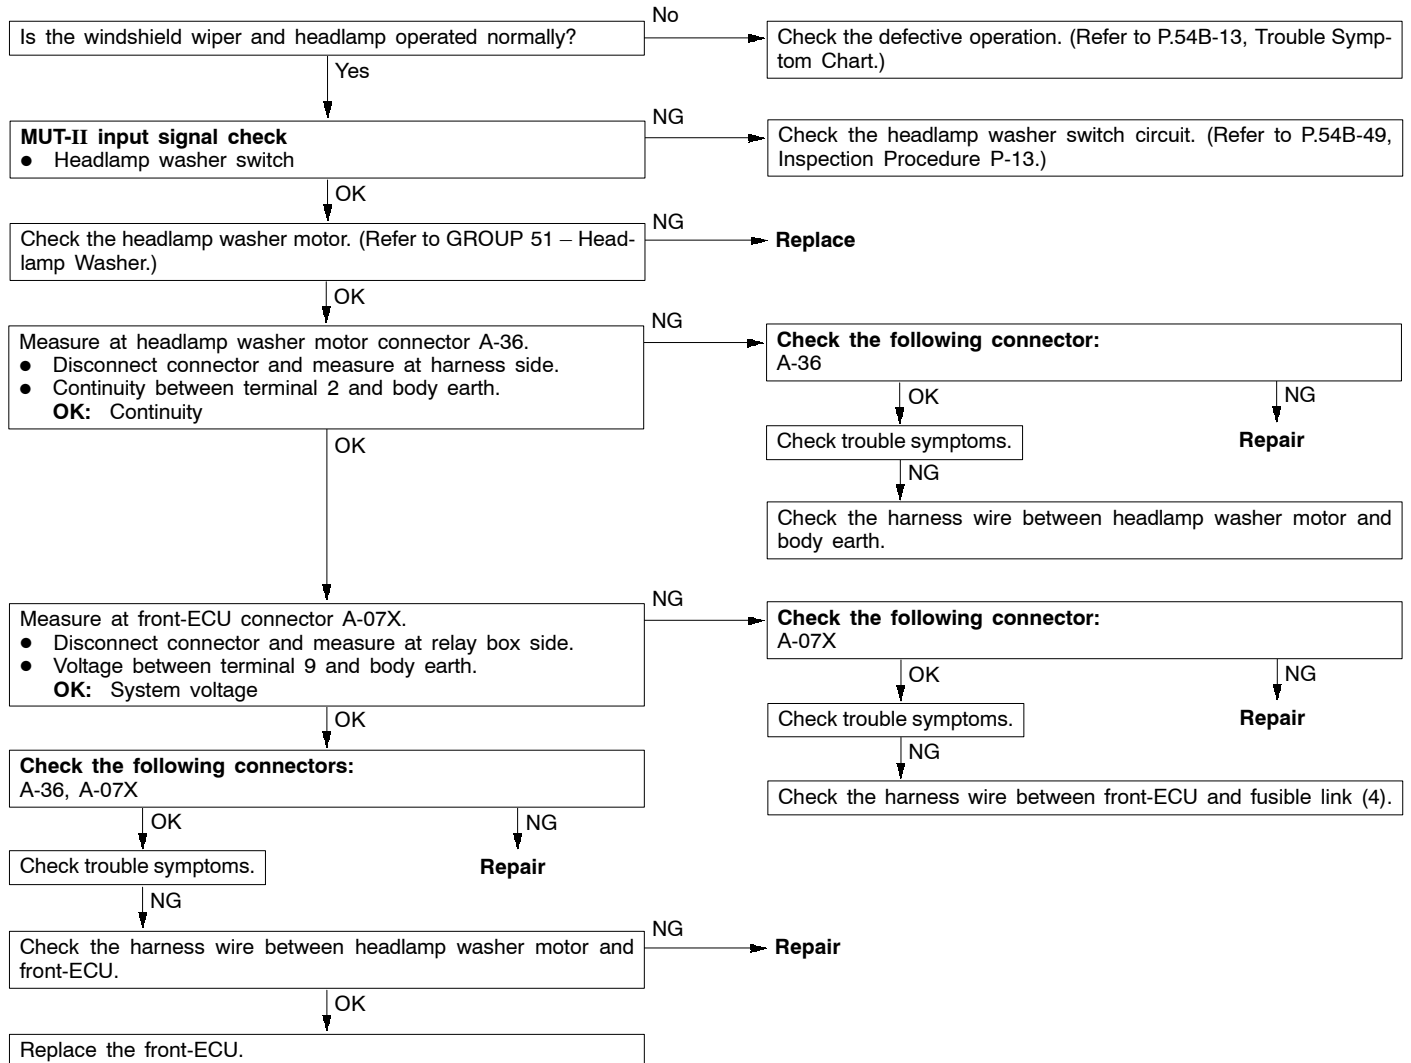 Is the windshield wiper and headlamp operated normally?
No
Check the defective operation. (Refer to P.54B-13, Trouble Symp-
tom Chart.)
Yes
MUT-II input signal check
● Headlamp washer switch
NG
Check the headlamp washer switch circuit. (Refer to P.54B-49,
Inspection Procedure P-13.)
OK
Check the headlamp washer motor. (Refer to GROUP 51 – Head-
lamp Washer.)
NG
Replace
OK
Measure at headlamp washer motor connector A-36.
● Disconnect connector and measure at harness side.
● Continuity between terminal 2 and body earth.
OK: Continuity
NG
Check the following connector:
A-36
OK
NG
Check trouble symptoms.
Repair
NG
Check the harness wire between headlamp washer motor and
body earth.
OK
Measure at front-ECU connector A-07X.
● Disconnect connector and measure at relay box side.
● Voltage between terminal 9 and body earth.
OK: System voltage
NG
Check the following connector:
A-07X
OK
NG
Check trouble symptoms.
Repair
NG
Check the harness wire between front-ECU and fusible link (4).
OK
Check the following connectors:
A-36, A-07X
OK
NG
Check trouble symptoms.
Repair
NG
Check the harness wire between headlamp washer motor and
front-ECU.
NG
Repair
OK
Replace the front-ECU.